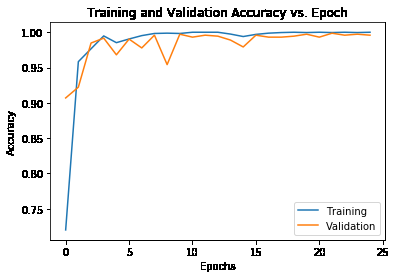 Training and Validation Accuracy vs. Epoch
Accuracy
1.00
0.95
0.90
0.85
0.80
0.75
0
5
10
15
20
25
Epochs
Training
Validation